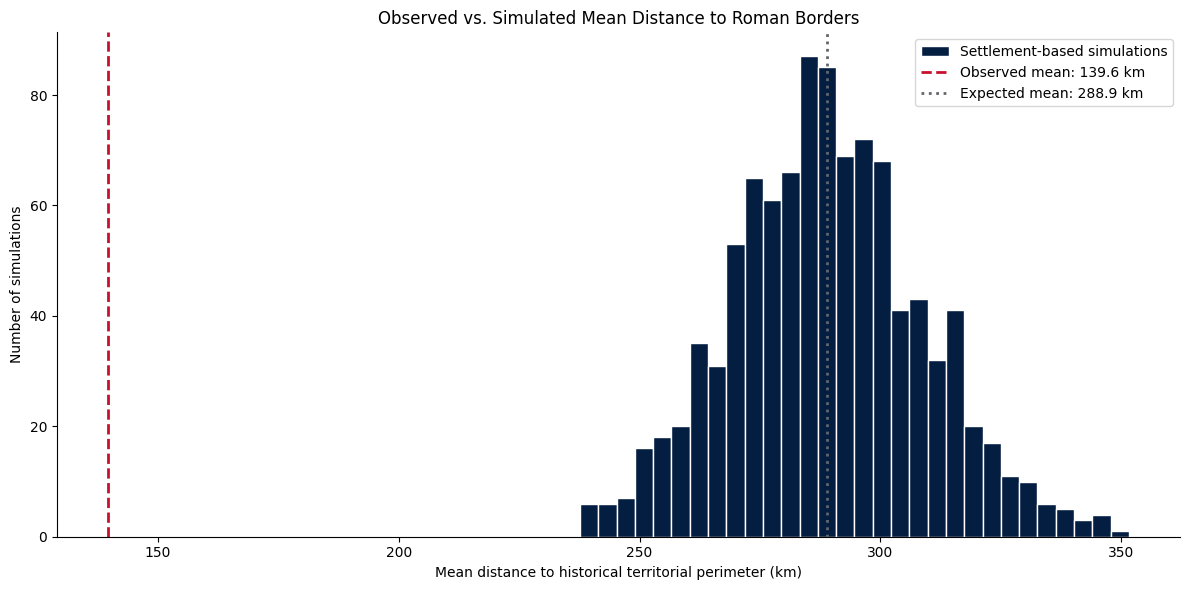 Observed vs. Simulated Mean Distance to Roman Borders
Settlement-based simulations
Observed mean: 139.6 km
Expected mean: 288.9 km
Number of simulations
80
60
40
20
0
150
200
250
300
350
Mean distance to historical territorial perimeter (km)